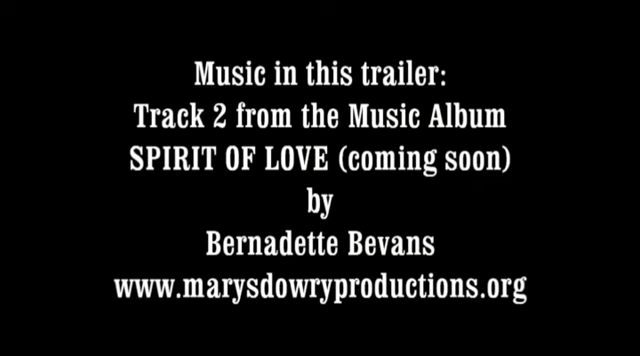 Music in this trailer:
Track 2 from the Music Album
SPIRIT OF LOVE (coming soon)
by
Bernadette Bevans
www.marysdowryproductions.org